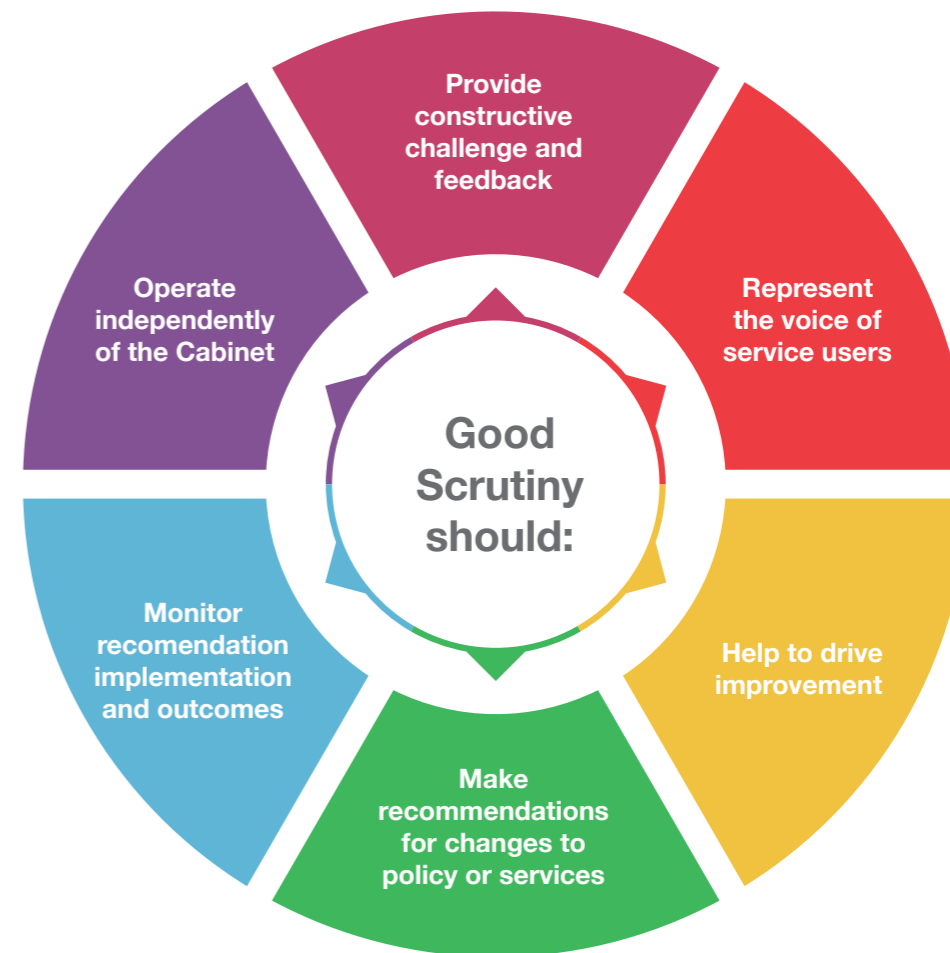 Good
Scrutiny
should:
Provide
constructive
challenge and
feedback
Represent
the voice of
service users
Help to drive
improvement
Make
recommendations
for changes to
policy or services
Monitor
recomendation
implementation
and outcomes
Operate
independently
of the Cabinet